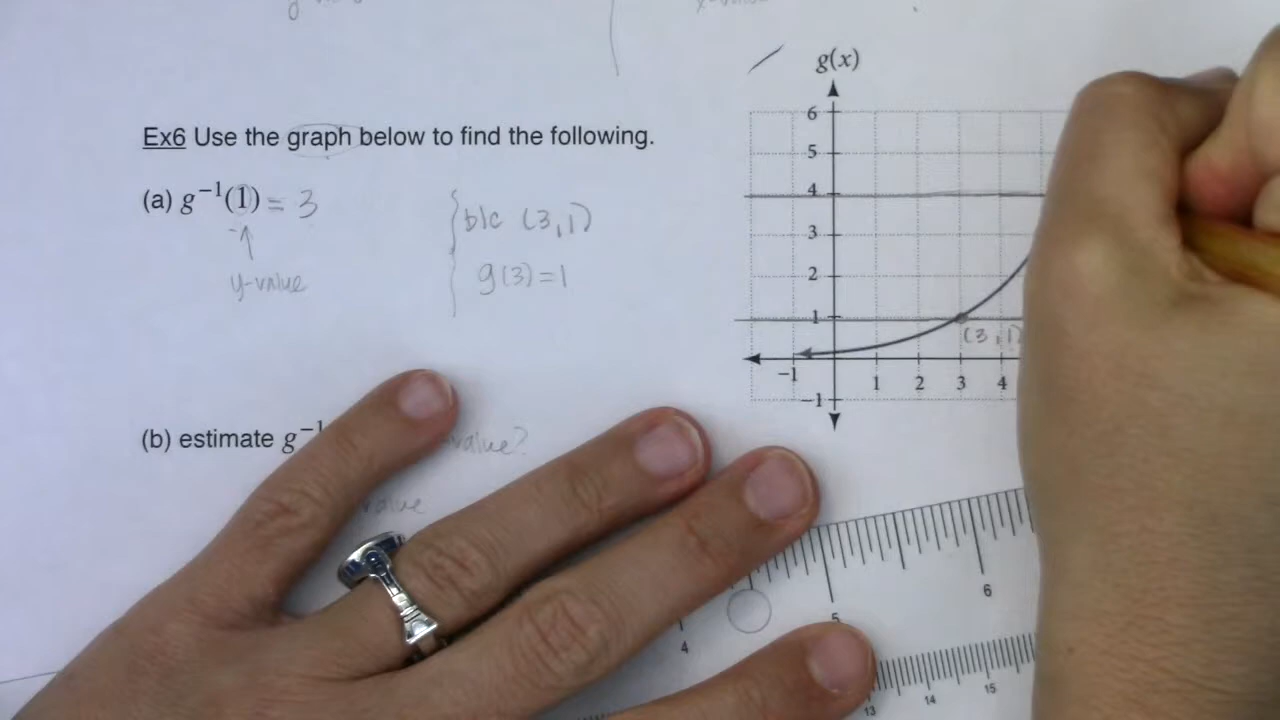 Ex6 Use the graph below to find the following.
(a) g⁻¹(1) = 3
y-value
b/c (3,1)
g(3)=1
(b) estimate g⁻¹
value?
value
g(x)
6
5
4
3
2
1
-1
-1 1 2 3 4
(3,1)
4 5 6
13 14 15